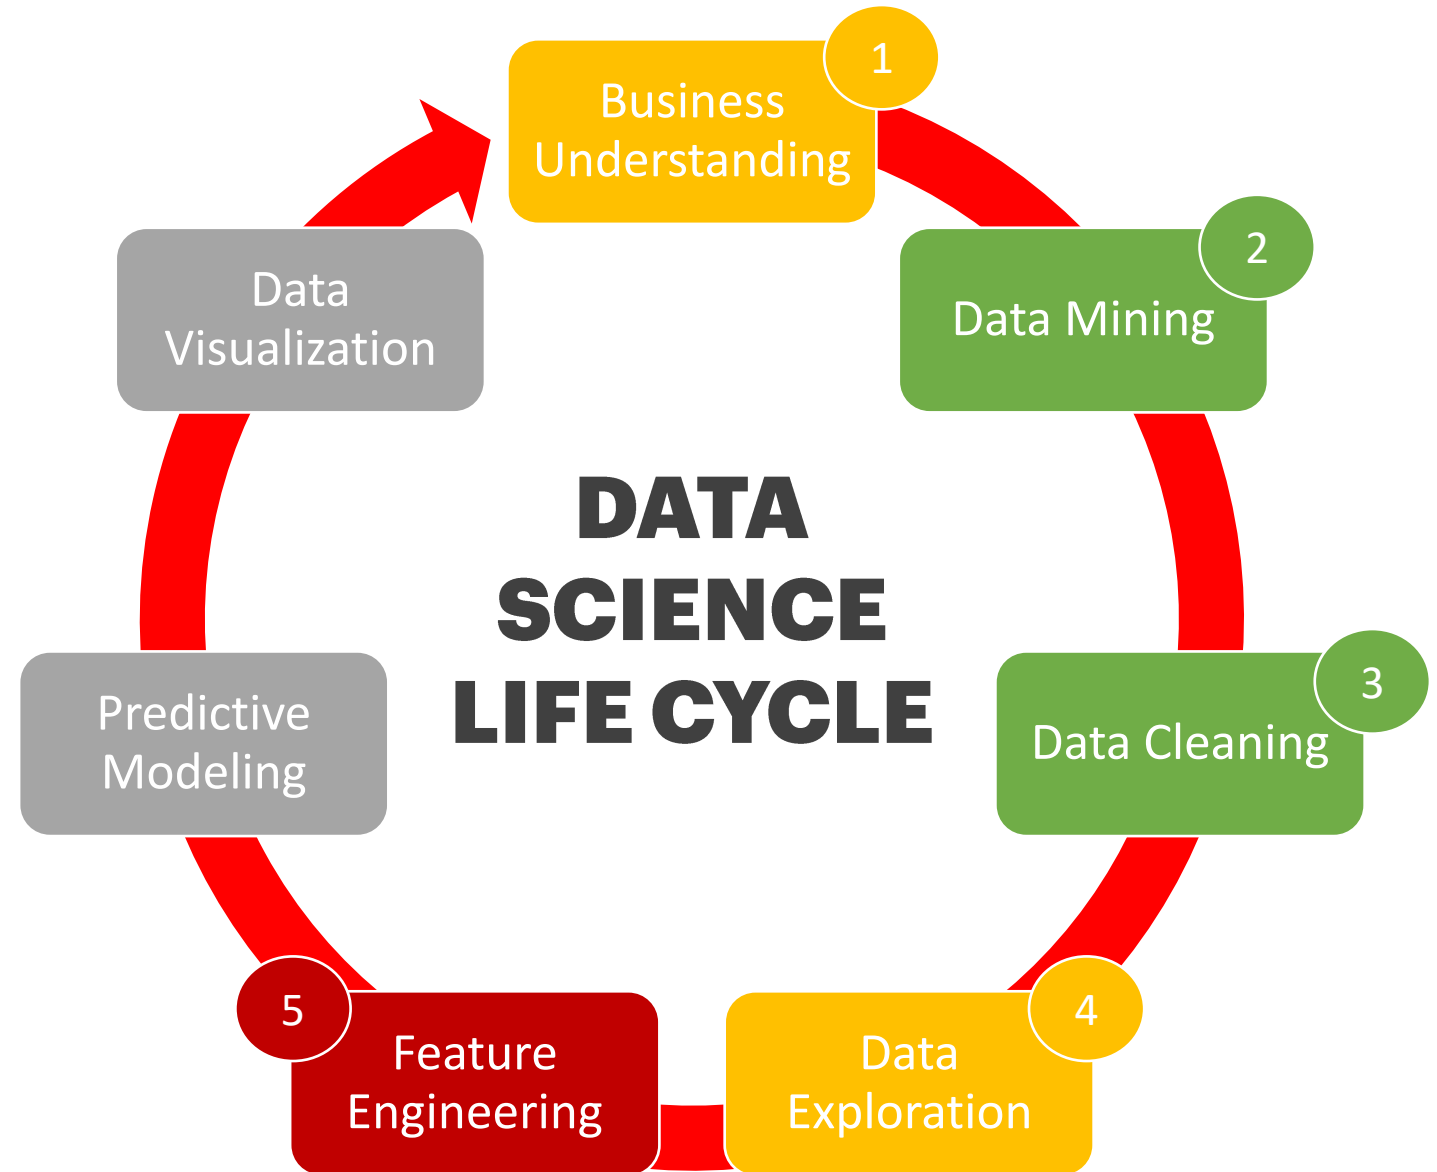 1
Business
Understanding
2
Data Mining
3
Data Cleaning
4
Data
Exploration
5
Feature
Engineering
Predictive
Modeling
Data
Visualization
DATA
SCIENCE
LIFE CYCLE